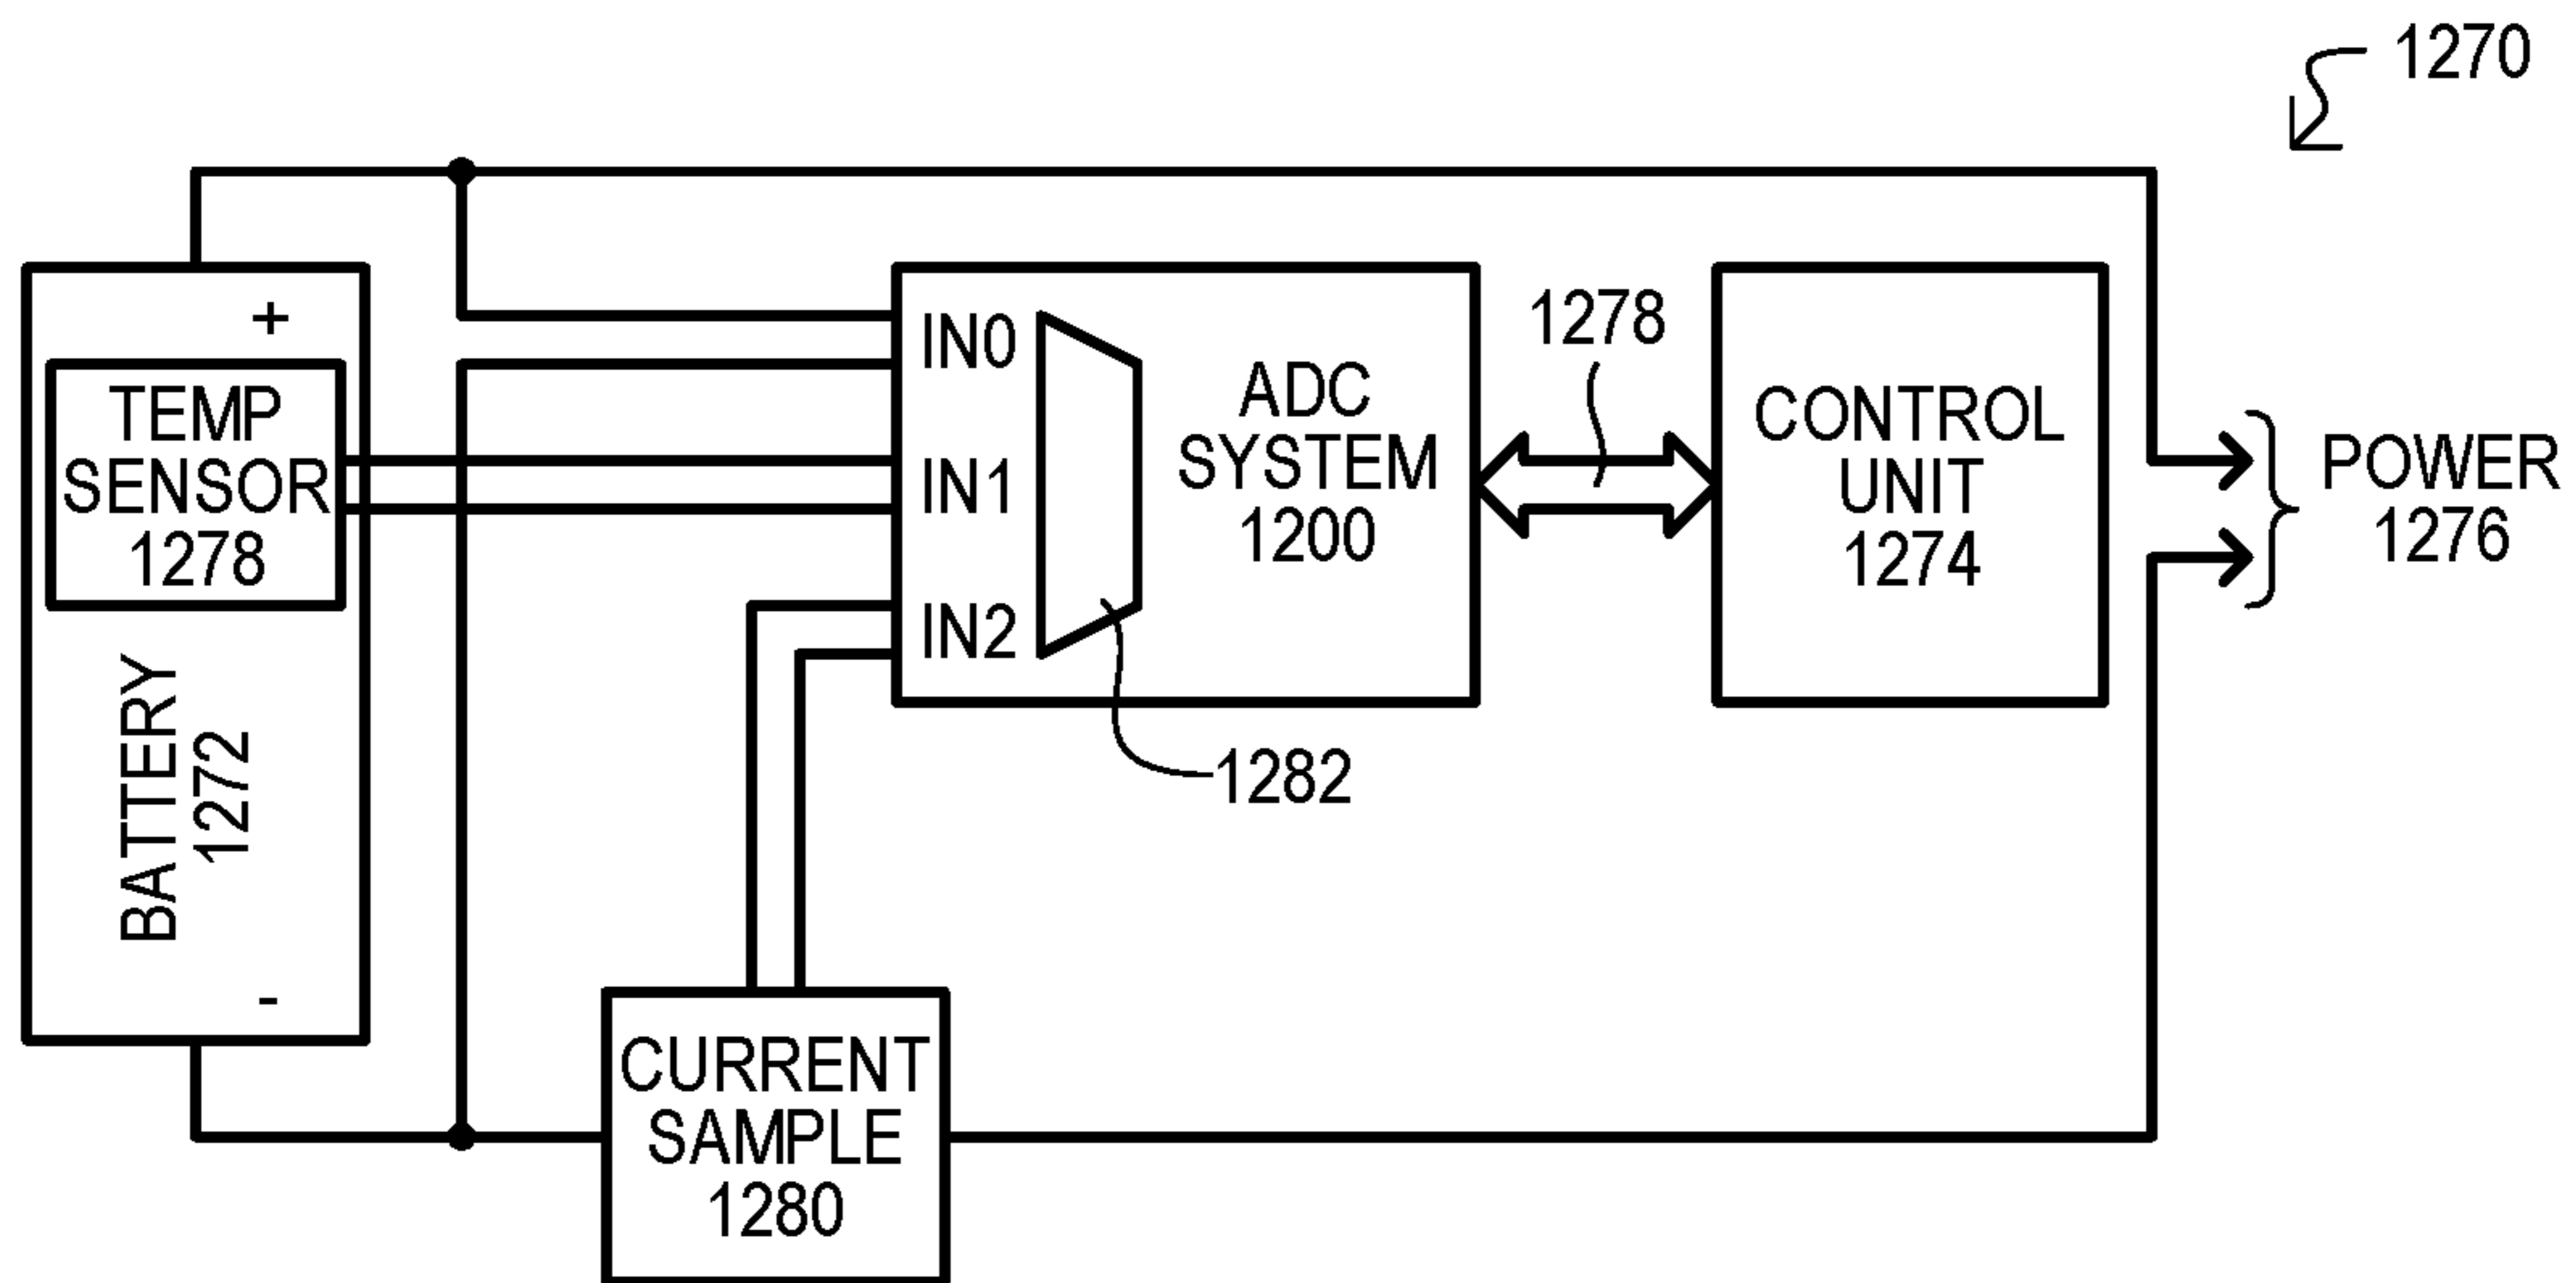 1270
+
TEMP
SENSOR
1278
BATTERY
1272
-
IN0
IN1
IN2
ADC
SYSTEM
1200
1282
1278
CONTROL
UNIT
1274
POWER
1276
CURRENT
SAMPLE
1280